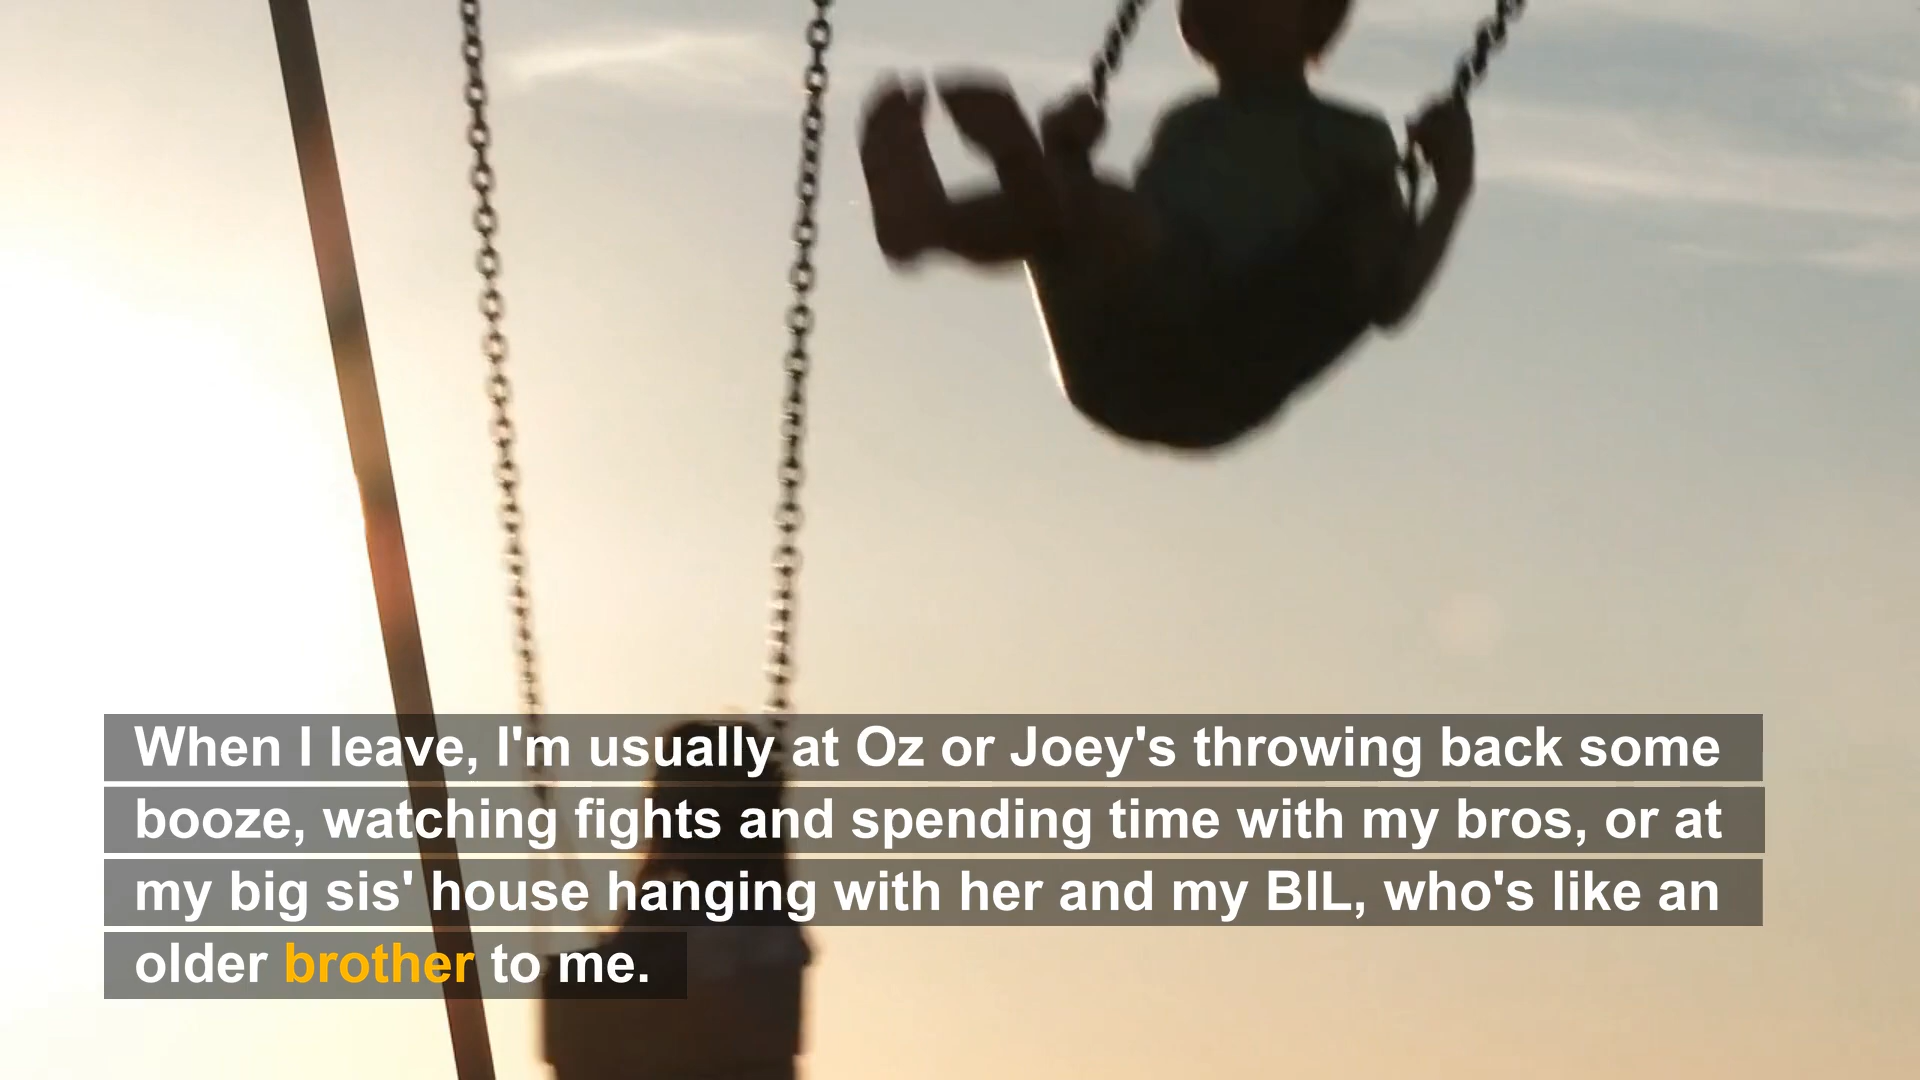 When I leave, I'm usually at Oz or Joey's throwing back some
booze, watching fights and spending time with my bros, or at
my big sis' house hanging with her and my BIL, who's like an
older brother to me.